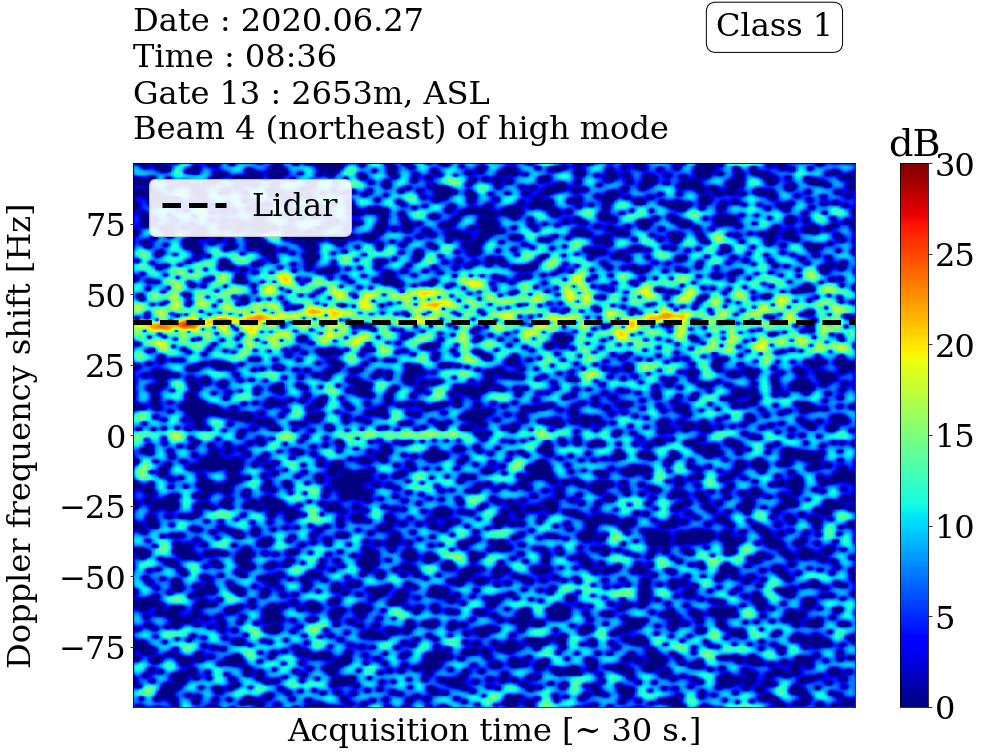 Date : 2020.06.27
Time : 08:36
Gate 13 : 2653m, ASL
Beam 4 (northeast) of high mode
Class 1
dB
Lidar
Doppler frequency shift [Hz]
75
50
25
0
−25
−50
−75
Acquisition time [~ 30 s.]
30
25
20
15
10
5
0